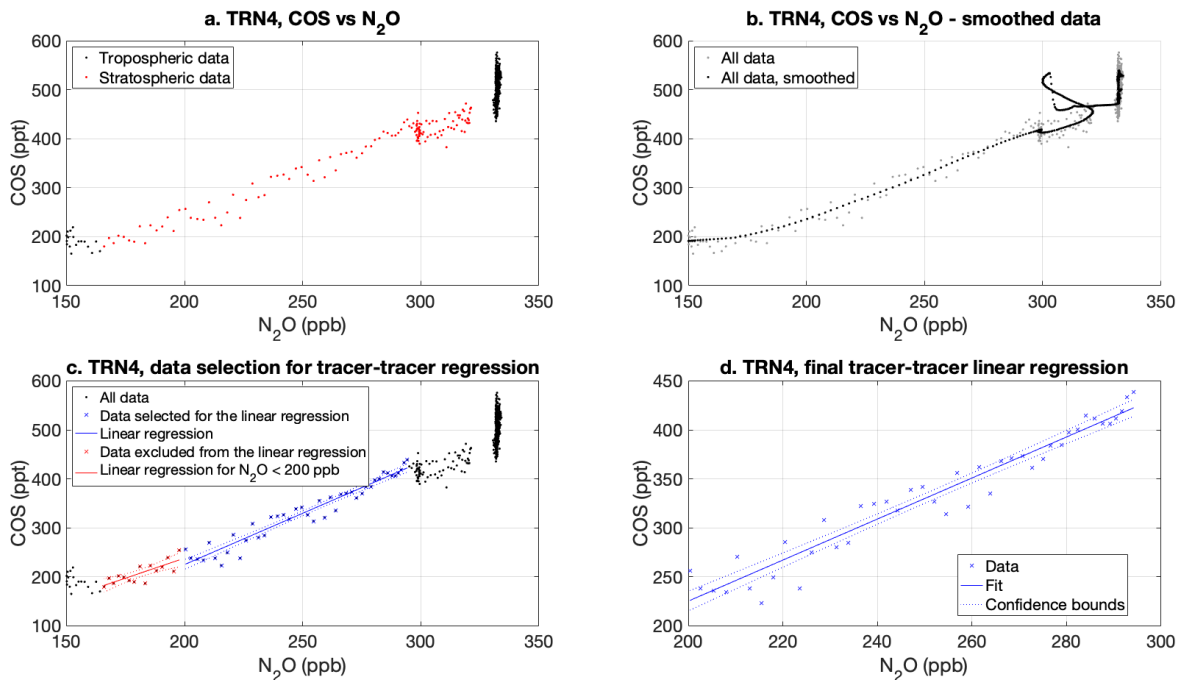 a. TRN4, COS vs N2O
600
500
400
300
200
100
COS (ppt)
Tropospheric data
Stratospheric data
150 200 250 300 350
N2O (ppb)
b. TRN4, COS vs N2O - smoothed data
600
500
400
300
200
100
COS (ppt)
All data
All data, smoothed
150 200 250 300 350
N2O (ppb)
c. TRN4, data selection for tracer-tracer regression
600
500
400
300
200
100
COS (ppt)
All data
Data selected for the linear regression
Linear regression
Data excluded from the linear regression
Linear regression for N2O < 200 ppb
150 200 250 300 350
N2O (ppb)
d. TRN4, final tracer-tracer linear regression
450
400
350
300
250
200
COS (ppt)
Data
Fit
Confidence bounds
200 220 240 260 280 300
N2O (ppb)